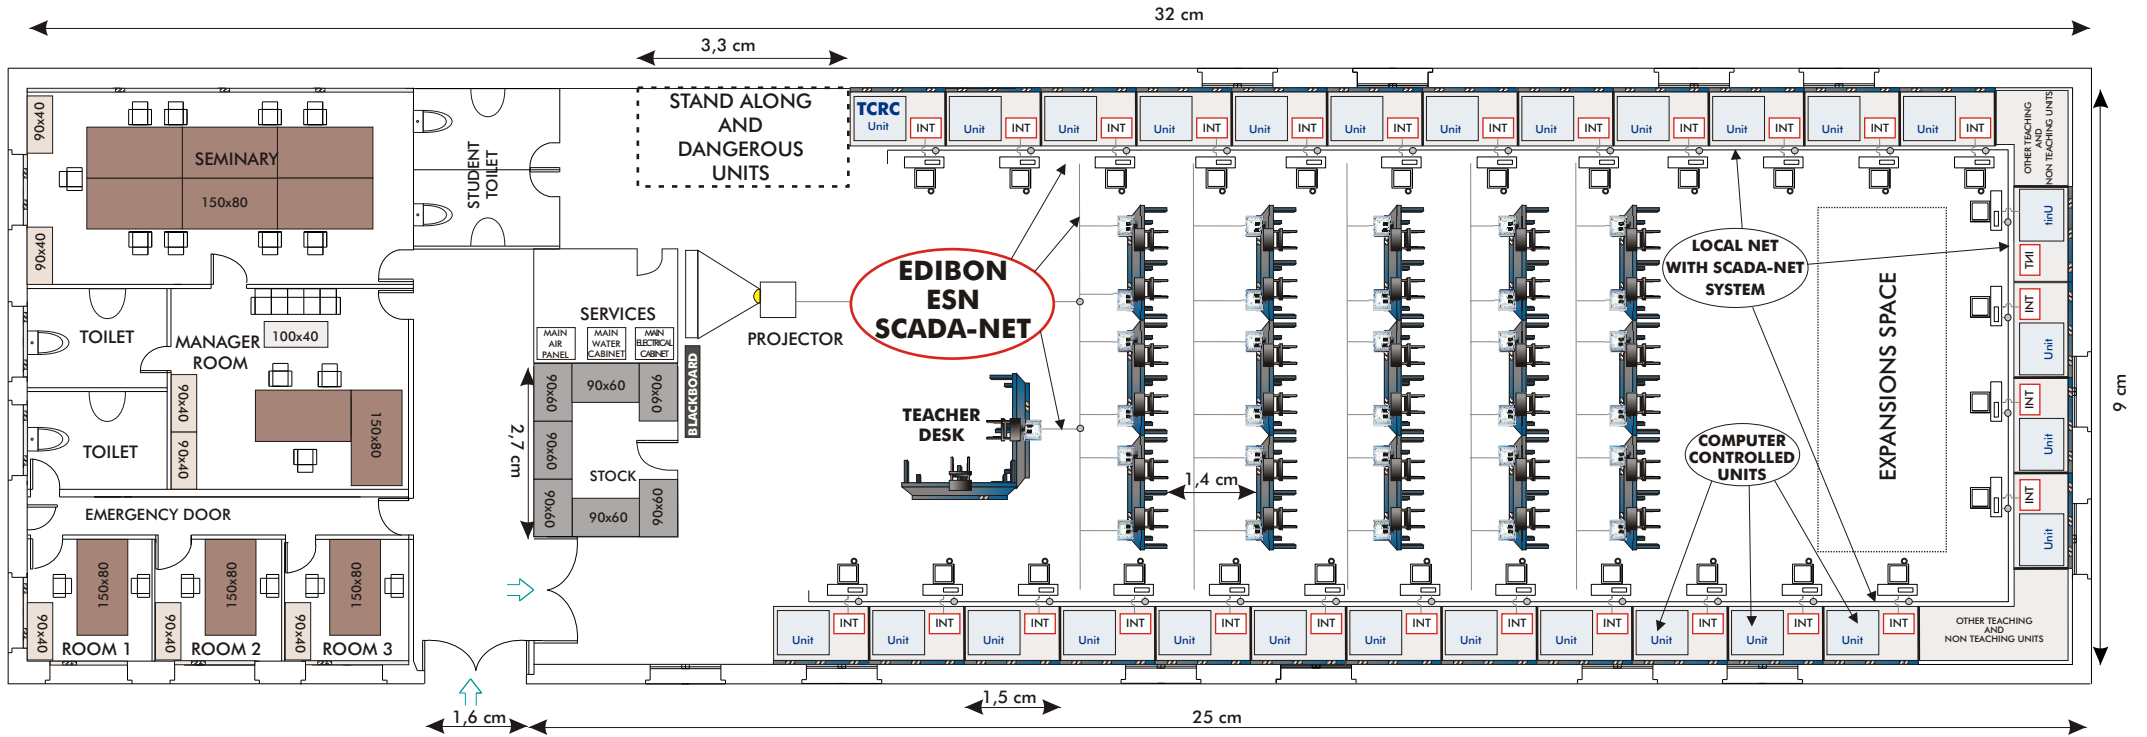 32 cm
3,3 cm
STAND ALONG
AND
DANGEROUS
UNITS
TCRC
Unit
INT
Unit
INT
Unit
INT
Unit
INT
Unit
INT
Unit
INT
Unit
INT
Unit
INT
Unit
INT
Unit
INT
Unit
INT
Unit
INT
OTHER TEACHING
AND
NON TEACHING UNITS
90x40
SEMINARY
150x80
90x40
STUDENT
TOILET
Unit
INT
INT
Unit
INT
Unit
INT
Unit
LOCAL NET
WITH SCADA-NET
SYSTEM
EXPANSIONS SPACE
9 cm
EDIBON
ESN
SCADA-NET
PROJECTOR
SERVICES
MAIN
AIR
PANEL
MAIN
WATER
CABINET
MAIN
ELECTRICAL
CABINET
BLACKBOARD
TOILET
MANAGER
ROOM
100x40
90x40
90x40
150x80
TOILET
90x60
90x60
90x60
90x60
90x60
90x60
90x60
STOCK
2,7 cm
TEACHER
DESK
1,4 cm
COMPUTER
CONTROLLED
UNITS
EMERGENCY DOOR
150x80
90x40
ROOM 1
150x80
90x40
ROOM 2
150x80
90x40
ROOM 3
Unit
INT
Unit
INT
Unit
INT
Unit
INT
Unit
INT
Unit
INT
Unit
INT
Unit
INT
Unit
INT
Unit
INT
Unit
INT
Unit
INT
OTHER TEACHING
AND
NON TEACHING UNITS
1,6 cm
1,5 cm
25 cm